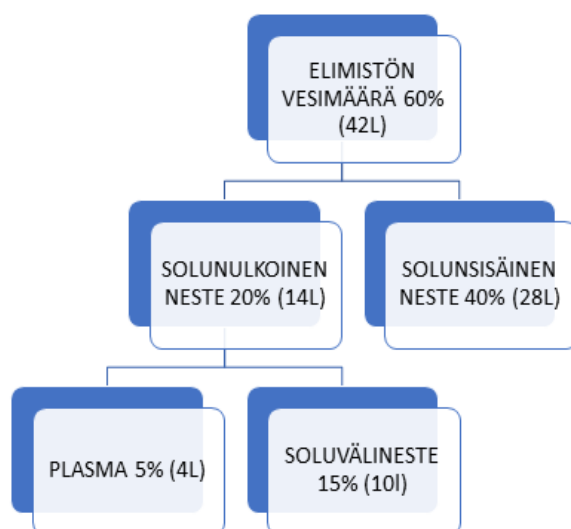 ELIMISTÖN
VESIMÄÄRÄ 60%
(42L)
SOLUNULKOINEN
NESTE 20% (14L)
SOLUNSISÄINEN
NESTE 40% (28L)
PLASMA 5% (4L)
SOLUVÄLINESTE
15% (10l)